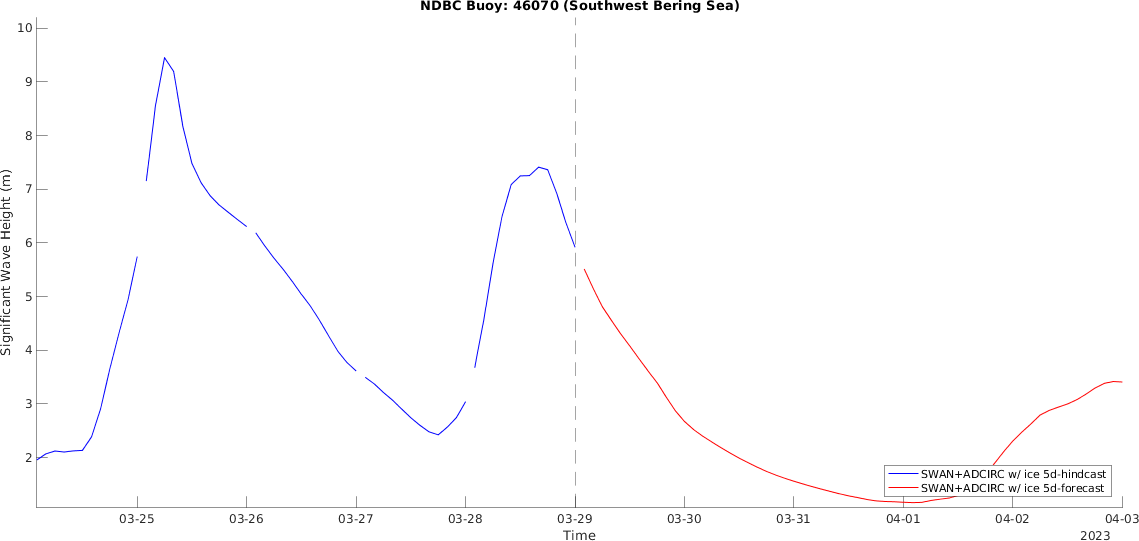 NDBC Buoy: 46070 (Southwest Bering Sea)
10
9
8
7
6
5
4
3
2
Significant Wave Height (m)
SWAN+ADCIRC w/ ice 5d-hindcast
SWAN+ADCIRC w/ ice 5d-forecast
03-25 03-26 03-27 03-28 03-29 03-30 03-31 04-01 04-02 04-03
Time
2023